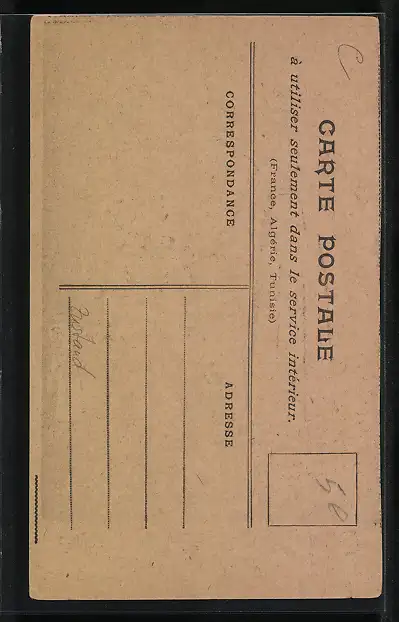 C
CARTE POSTALE
à utiliser seulement dans le service intérieur.
(France, Algérie, Tunisie)
CORRESPONDANCE
ADRESSE